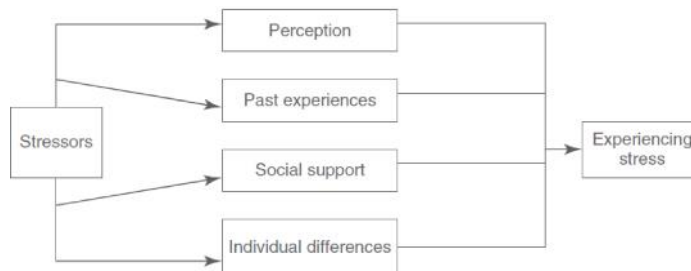 Perception
Past experiences
Stressors
Social support
Individual differences
Experiencing
stress